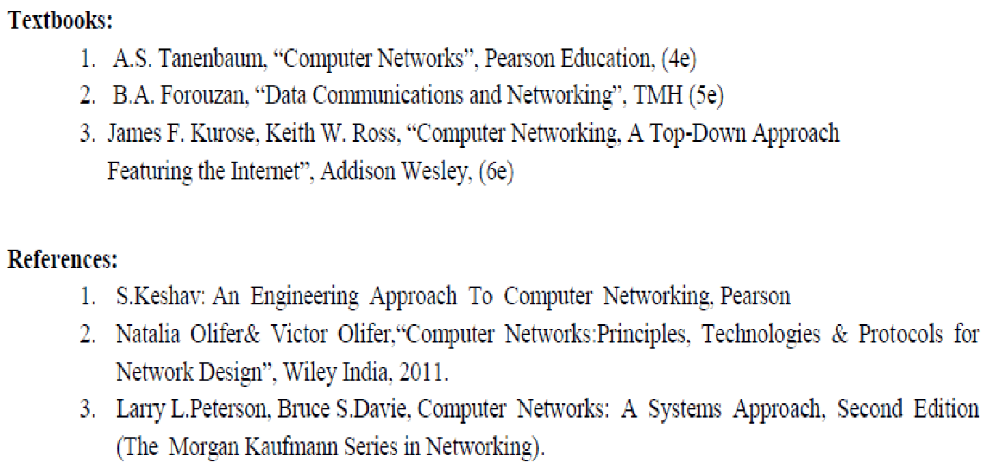 Textbooks:
1. A.S. Tanenbaum, “Computer Networks”, Pearson Education, (4e)
2. B.A. Forouzan, “Data Communications and Networking”, TMH (5e)
3. James F. Kurose, Keith W. Ross, “Computer Networking, A Top-Down Approach
Featuring the Internet”, Addison Wesley, (6e)
References:
1. S.Keshav: An Engineering Approach To Computer Networking, Pearson
2. Natalia Olifer& Victor Olifer,“Computer Networks:Principles, Technologies & Protocols for
Network Design”, Wiley India, 2011.
3. Larry L.Peterson, Bruce S.Davie, Computer Networks: A Systems Approach, Second Edition
(The Morgan Kaufmann Series in Networking).